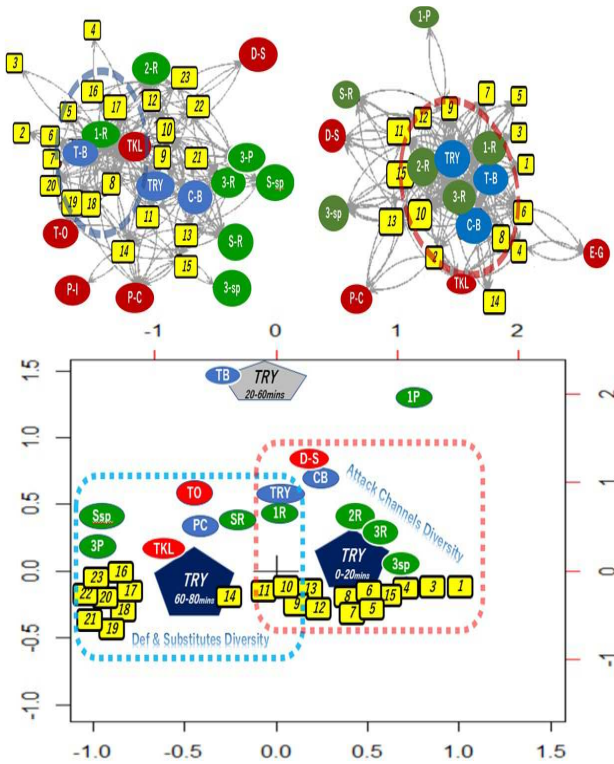 4
3
2-R
D-S
16
23
5
17
12
22
2
6
1-R
10
TKL
T-B
7
9
21
3-P
20
8
TRY
3-R
S-sp
19
18
C-B
11
T-O
13
S-R
14
15
P-I
P-C
3-sp
1-P
S-R
7
5
9
12
D-S
11
3
1-R
TRY
2-R
1
15
T-B
3-R
3-sp
10
6
13
C-B
8
4
2
E-G
TKL
P-C
14
-1
0
1
2
1.5
1.0
0.5
0.0
-0.5
-1.0
2
1
0
-1
TB
TRY
20-60mins
1P
D-S
CB
Attack Channels Diversity
TO
TRY
Ssp
PC
SR
1R
2R
3R
3P
TKL
TRY
0-20mins
3sp
TRY
60-80mins
23
16
22
20
17
18
21
19
14
11
10
13
9
12
8
6
15
4
3
1
7
5
Def & Substitutes Diversity
-1.0
-0.5
0.0
0.5
1.0
1.5